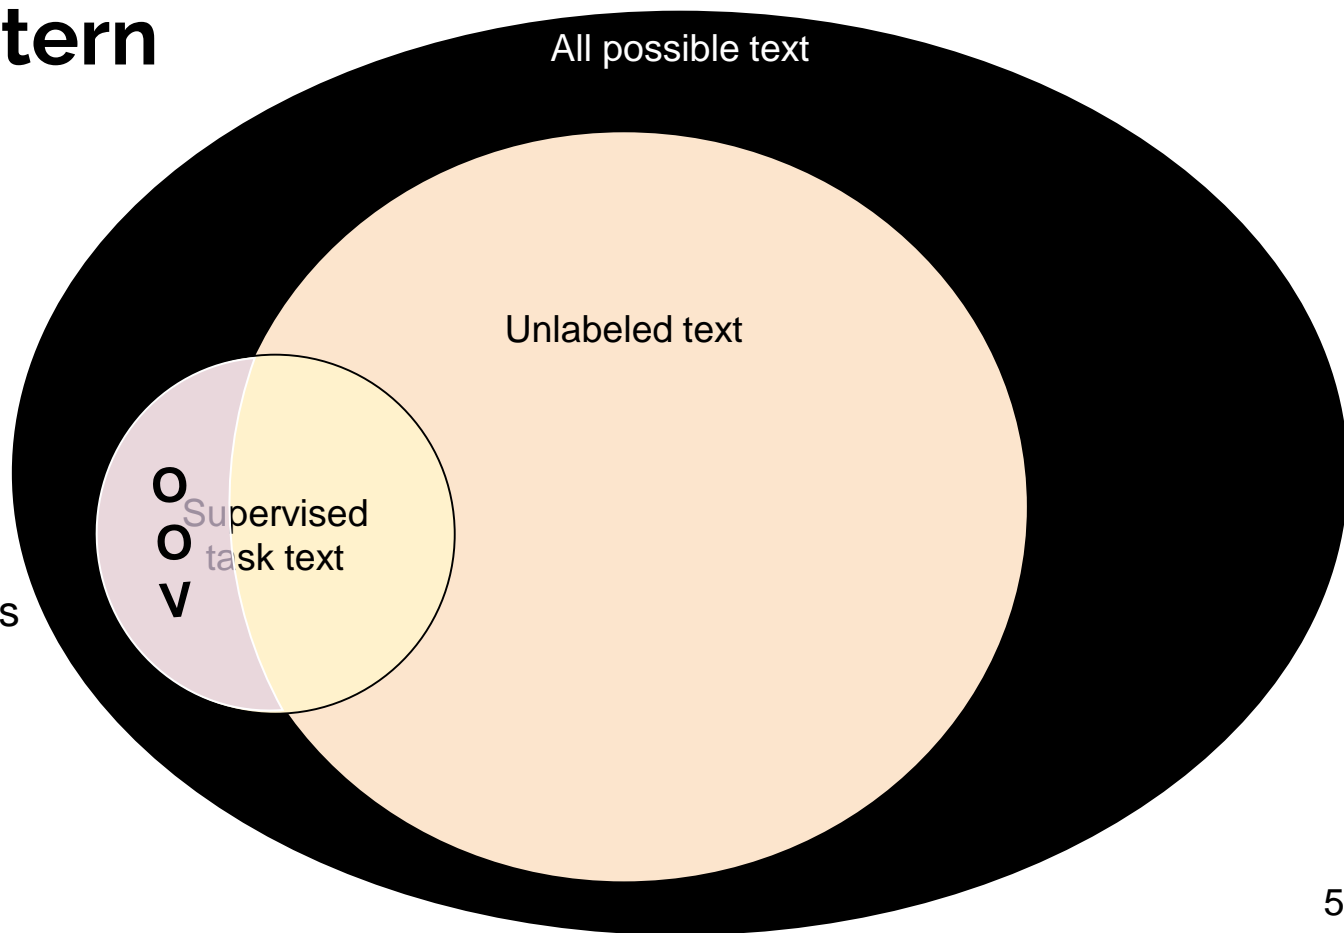 tern
All possible text
Unlabeled text
O
O
V
Supervised
task text
s
5